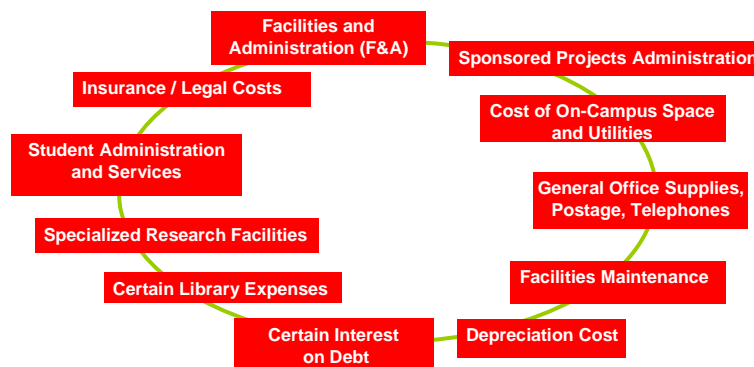 Facilities and
Administration (F&A)
Sponsored Projects Administration
Insurance / Legal Costs
Cost of On-Campus Space
and Utilities
Student Administration
and Services
General Office Supplies,
Postage, Telephones
Specialized Research Facilities
Facilities Maintenance
Certain Library Expenses
Certain Interest
on Debt
Depreciation Cost